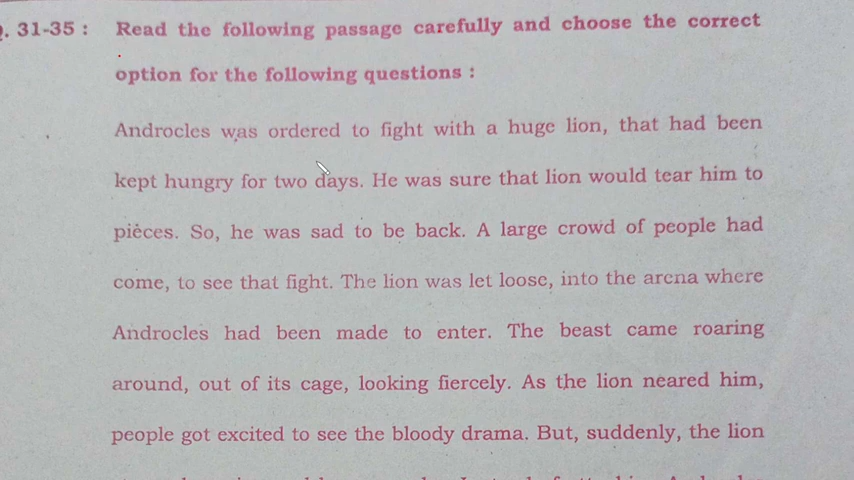 . 31-35 : Read the following passage carefully and choose the correct
option for the following questions :
Androcles was ordered to fight with a huge lion, that had been
kept hungry for two days. He was sure that lion would tear him to
pieces. So, he was sad to be back. A large crowd of people had
come, to see that fight. The lion was let loose, into the arena where
Androcles had been made to enter. The beast came roaring
around, out of its cage, looking fiercely. As the lion neared him,
people got excited to see the bloody drama. But, suddenly, the lion